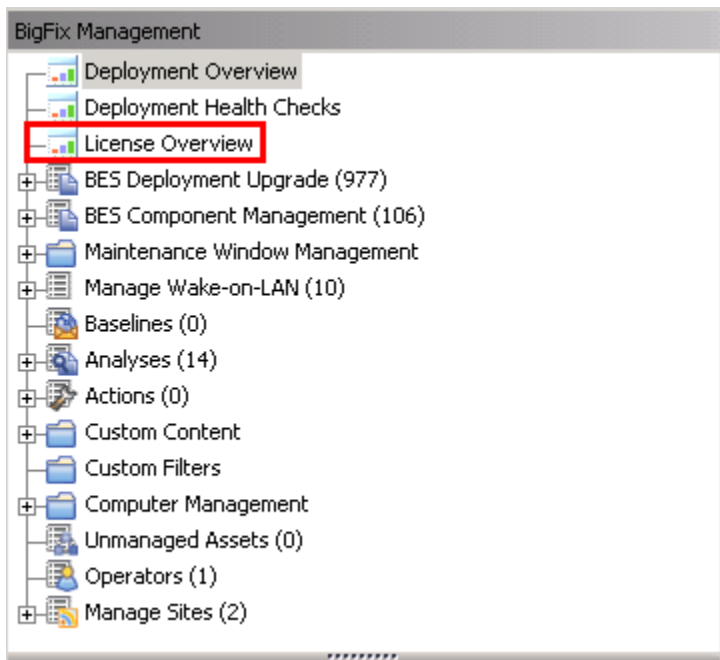 BigFix Management
Deployment Overview
Deployment Health Checks
License Overview
BES Deployment Upgrade (977)
BES Component Management (106)
Maintenance Window Management
Manage Wake-on-LAN (10)
Baselines (0)
Analyses (14)
Actions (0)
Custom Content
Custom Filters
Computer Management
Unmanaged Assets (0)
Operators (1)
Manage Sites (2)